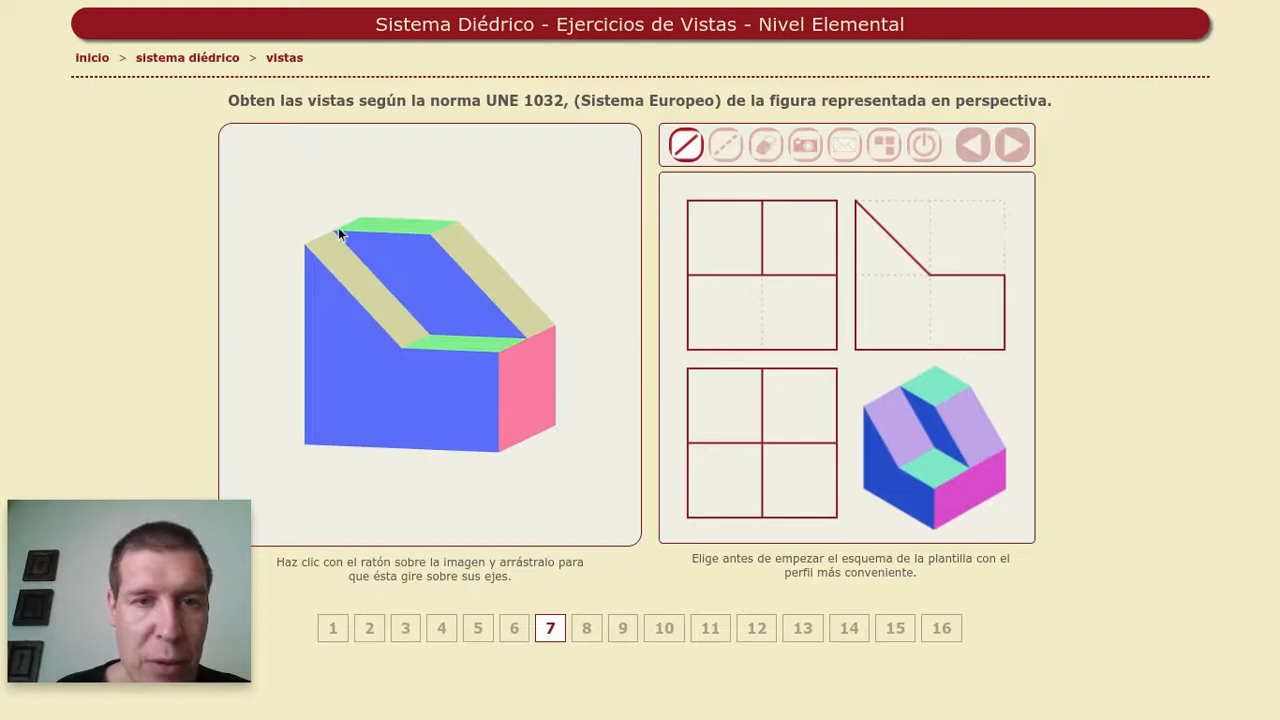 Sistema Diédrico - Ejercicios de Vistas - Nivel Elemental
inicio > sistema diédrico > vistas
Obten las vistas según la norma UNE 1032, (Sistema Europeo) de la figura representada en perspectiva.
Haz clic con el ratón sobre la imagen y arrástralo para
que ésta gire sobre sus ejes.
Elige antes de empezar el esquema de la plantilla con el
perfil más conveniente.
1 2 3 4 5 6 7 8 9 10 11 12 13 14 15 16